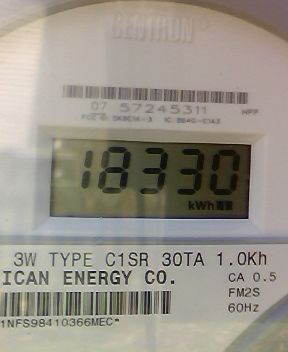 CENTRON
07 57245311
18330
kWh
3W TYPE C1SR 30TA 1.0Kh
ICAN ENERGY CO. CA 0.5
FM2S
60Hz
1NFS98410366MEC*